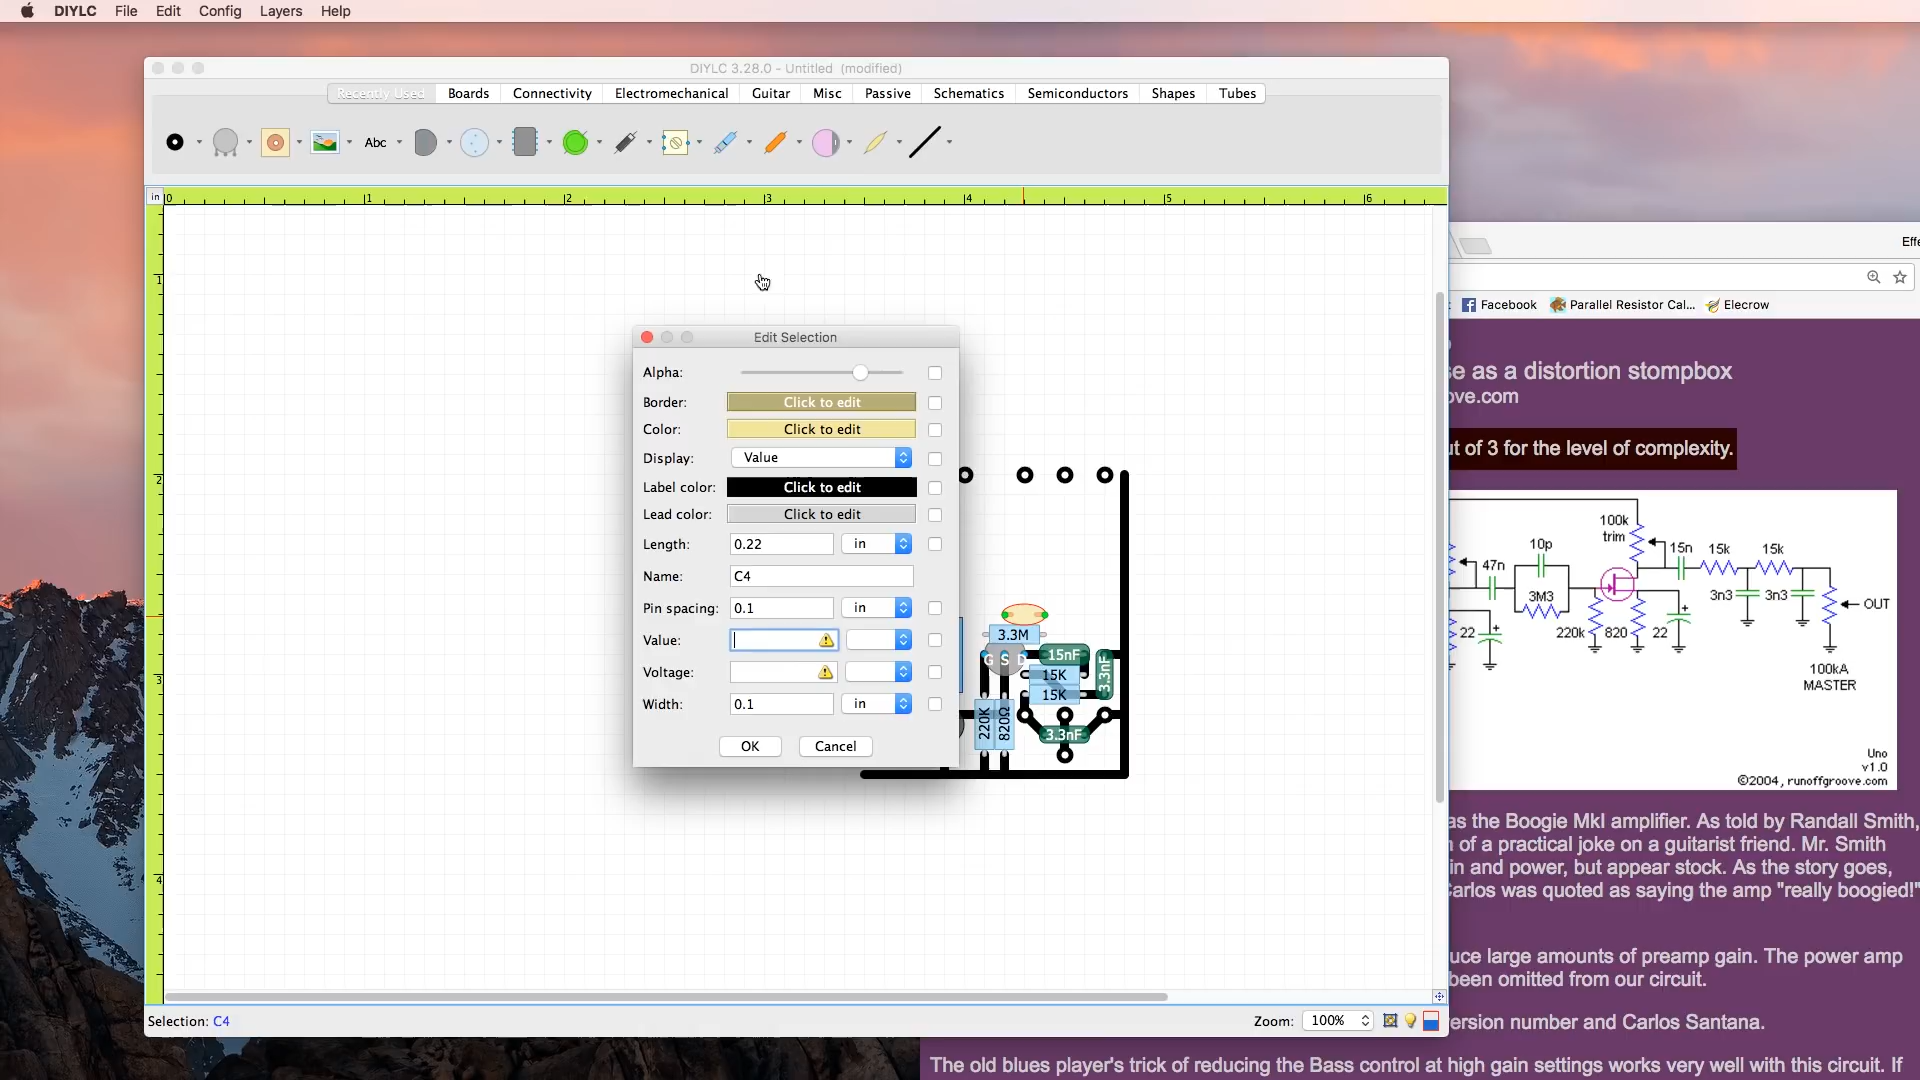 DIYLC File Edit Config Layers Help
DIYLC 3.28.0 - Untitled (modified)
Recently Used Boards Connectivity Electromechanical Guitar Misc Passive Schematics Semiconductors Shapes Tubes
Abc
in 0 1 2 3 4 5 6
1
2
3
4
Edit Selection
Alpha:
Border: Click to edit
Color: Click to edit
Display: Value
Label color: Click to edit
Lead color: Click to edit
Length: 0.22 in
Name: C4
Pin spacing: 0.1 in
Value:
Voltage:
Width: 0.1 in
OK Cancel
3.3M
G S D
15nF
15K
15K
3.3nF
220K
820Ω
3.3nF
Selection: C4
Zoom: 100%
Effe
Facebook Parallel Resistor Cal... Elecrow
se as a distortion stompbox
ove.com
ut of 3 for the level of complexity.
100k
trim
10p
47n
15n 15k 15k
3M3
3n3 3n3
OUT
22
220k 820 22
100kA
MASTER
Uno
v1.0
©2004, runoffgroove.com
as the Boogie MkI amplifier. As told by Randall Smith,
of a practical joke on a guitarist friend. Mr. Smith
in and power, but appear stock. As the story goes,
Carlos was quoted as saying the amp "really boogied!"
uce large amounts of preamp gain. The power amp
been omitted from our circuit.
ersion number and Carlos Santana.
The old blues player's trick of reducing the Bass control at high gain settings works very well with this circuit. If